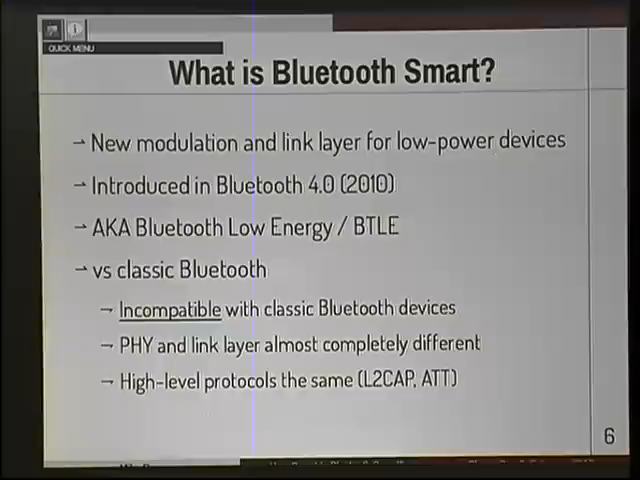 QUICK MENU
What is Bluetooth Smart?
→ New modulation and link layer for low-power devices
→ Introduced in Bluetooth 4.0 (2010)
→ AKA Bluetooth Low Energy / BTLE
→ vs classic Bluetooth
→ Incompatible with classic Bluetooth devices
→ PHY and link layer almost completely different
→ High-level protocols the same (L2CAP, ATT)
6